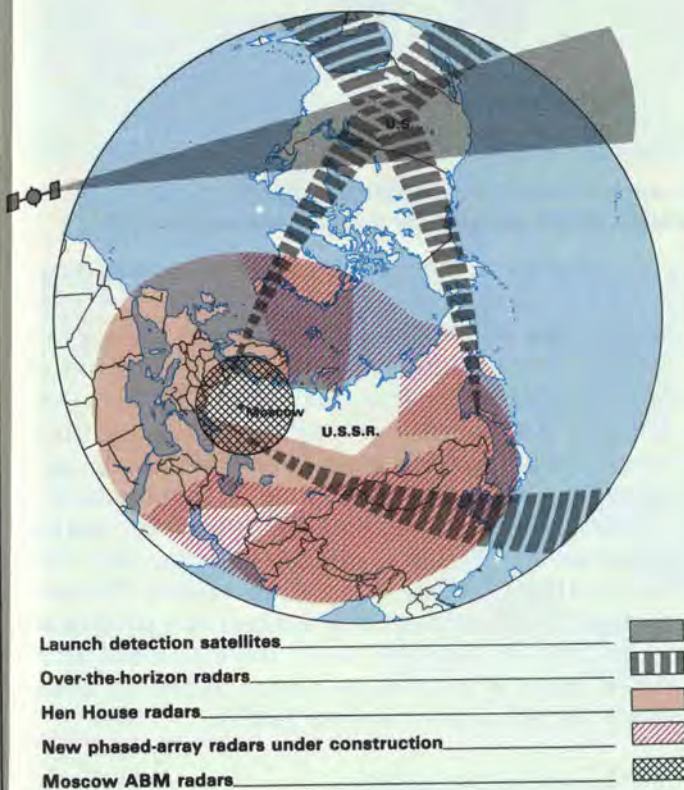 U.S.
Moscow
U.S.S.R.
Launch detection satellites
Over-the-horizon radars
Hen House radars
New phased-array radars under construction
Moscow ABM radars